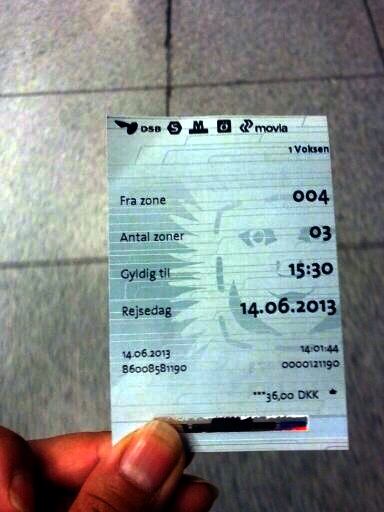 DSB S M movia
1 Voksen
Fra zone 004
Antal zoner 03
Gyldig til 15:30
Rejsedag 14.06.2013
14.06.2013 14:01:44
86008581190 0000121190
***36,00 DKK